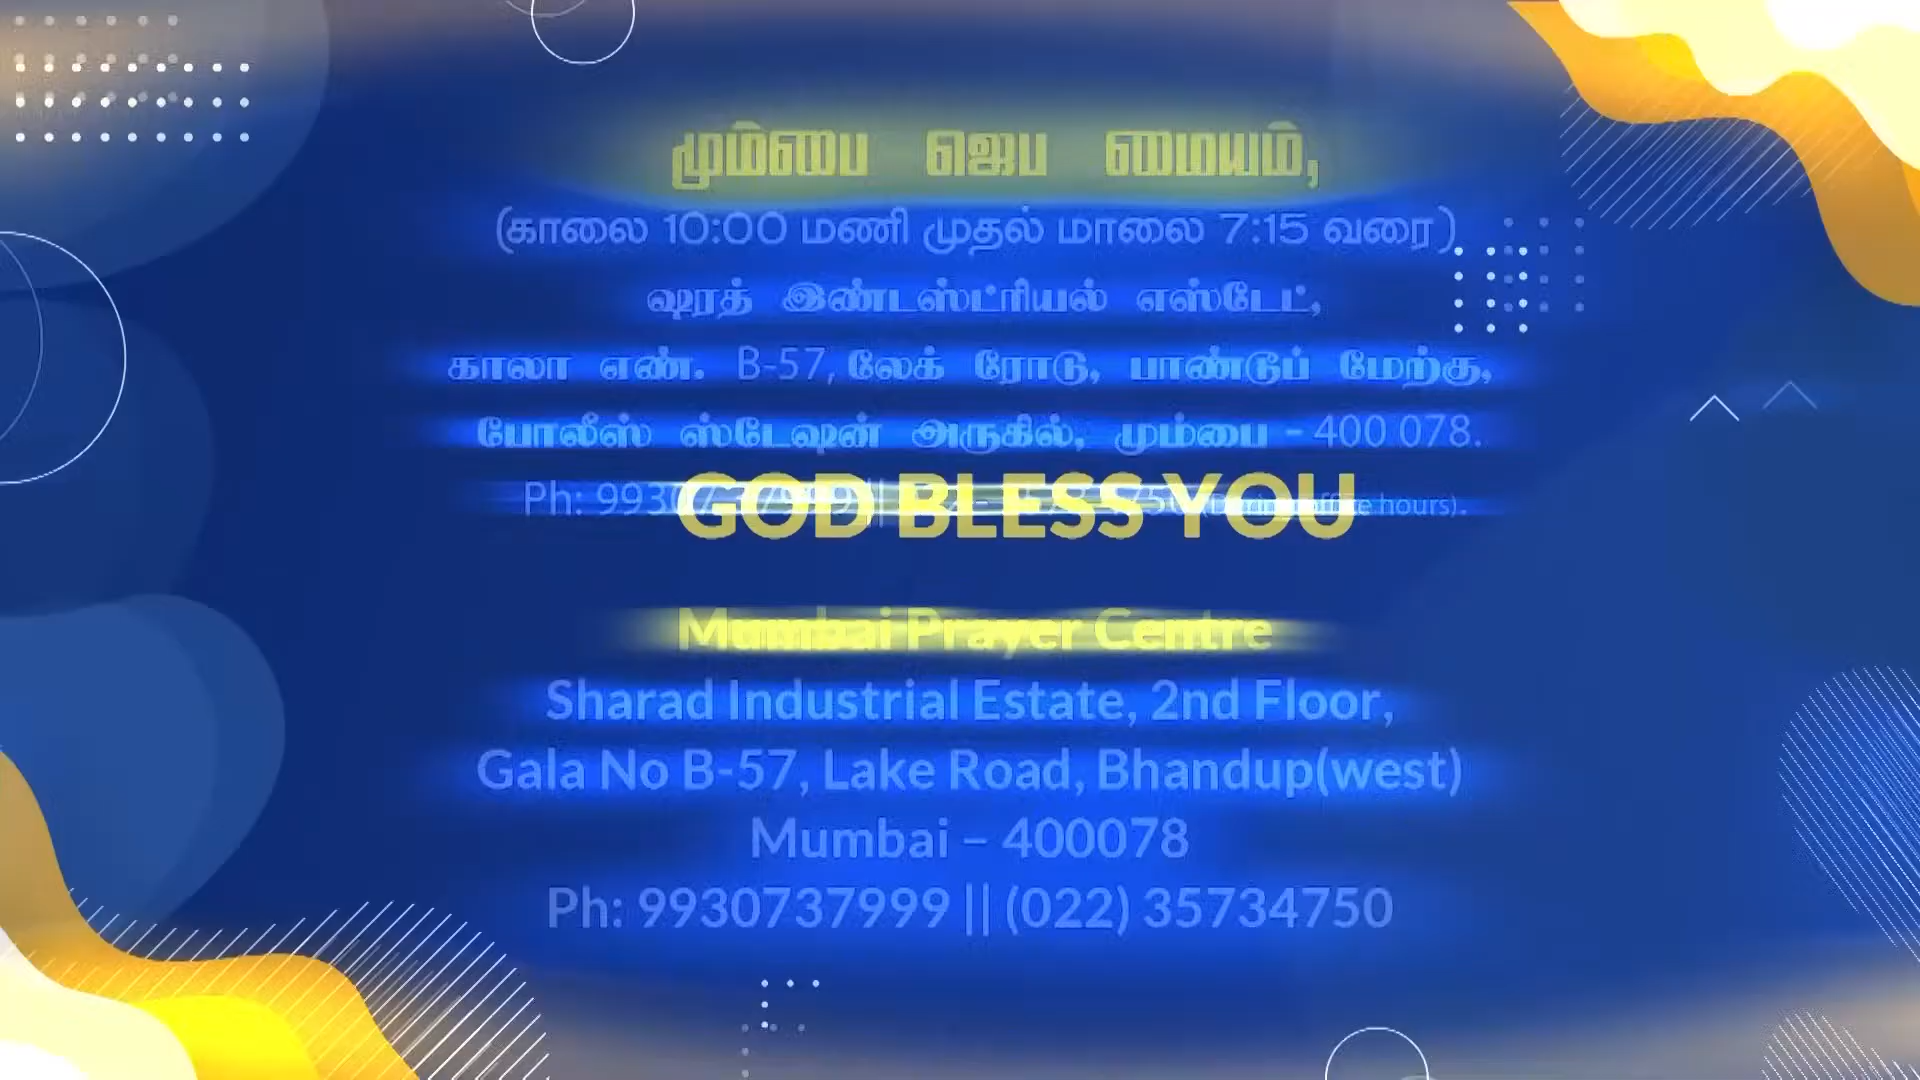 மும்பை ஜெப மையம்,
(காலை 10:00 மணி முதல் மாலை 7:15 வரை)
ஷரத் இண்டஸ்ட்ரியல் எஸ்டேட்,
காலா எண். B-57, லேக் ரோடு, பாண்டூப் மேற்கு,
போலீஸ் ஸ்டேஷன் அருகில், மும்பை - 400 078.
Ph: hours).
GOD BLESS YOU
Mumbai Prayer Centre
Sharad Industrial Estate, 2nd Floor,
Gala No B-57, Lake Road, Bhandup(west)
Mumbai – 400078
Ph: 9930737999 || (022) 35734750